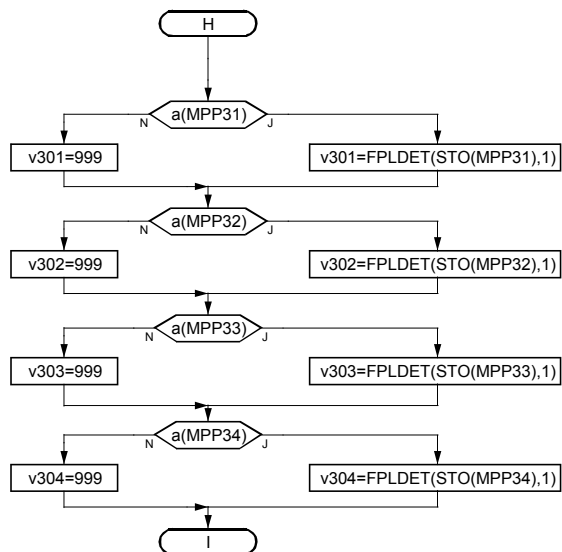 H
a(MPP31)
N J
v301=999 v301=FPLDET(STO(MPP31),1)
a(MPP32)
N J
v302=999 v302=FPLDET(STO(MPP32),1)
a(MPP33)
N J
v303=999 v303=FPLDET(STO(MPP33),1)
a(MPP34)
N J
v304=999 v304=FPLDET(STO(MPP34),1)
I